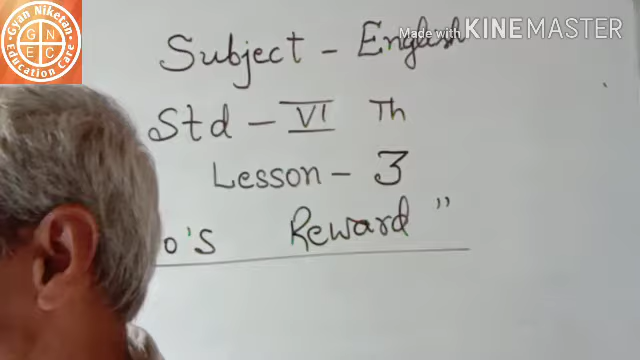 Gyan Niketan
G N
E C
Education Care
Made with KINEMASTER
Subject - English
Std - VI Th
Lesson - 3
o's Reward "